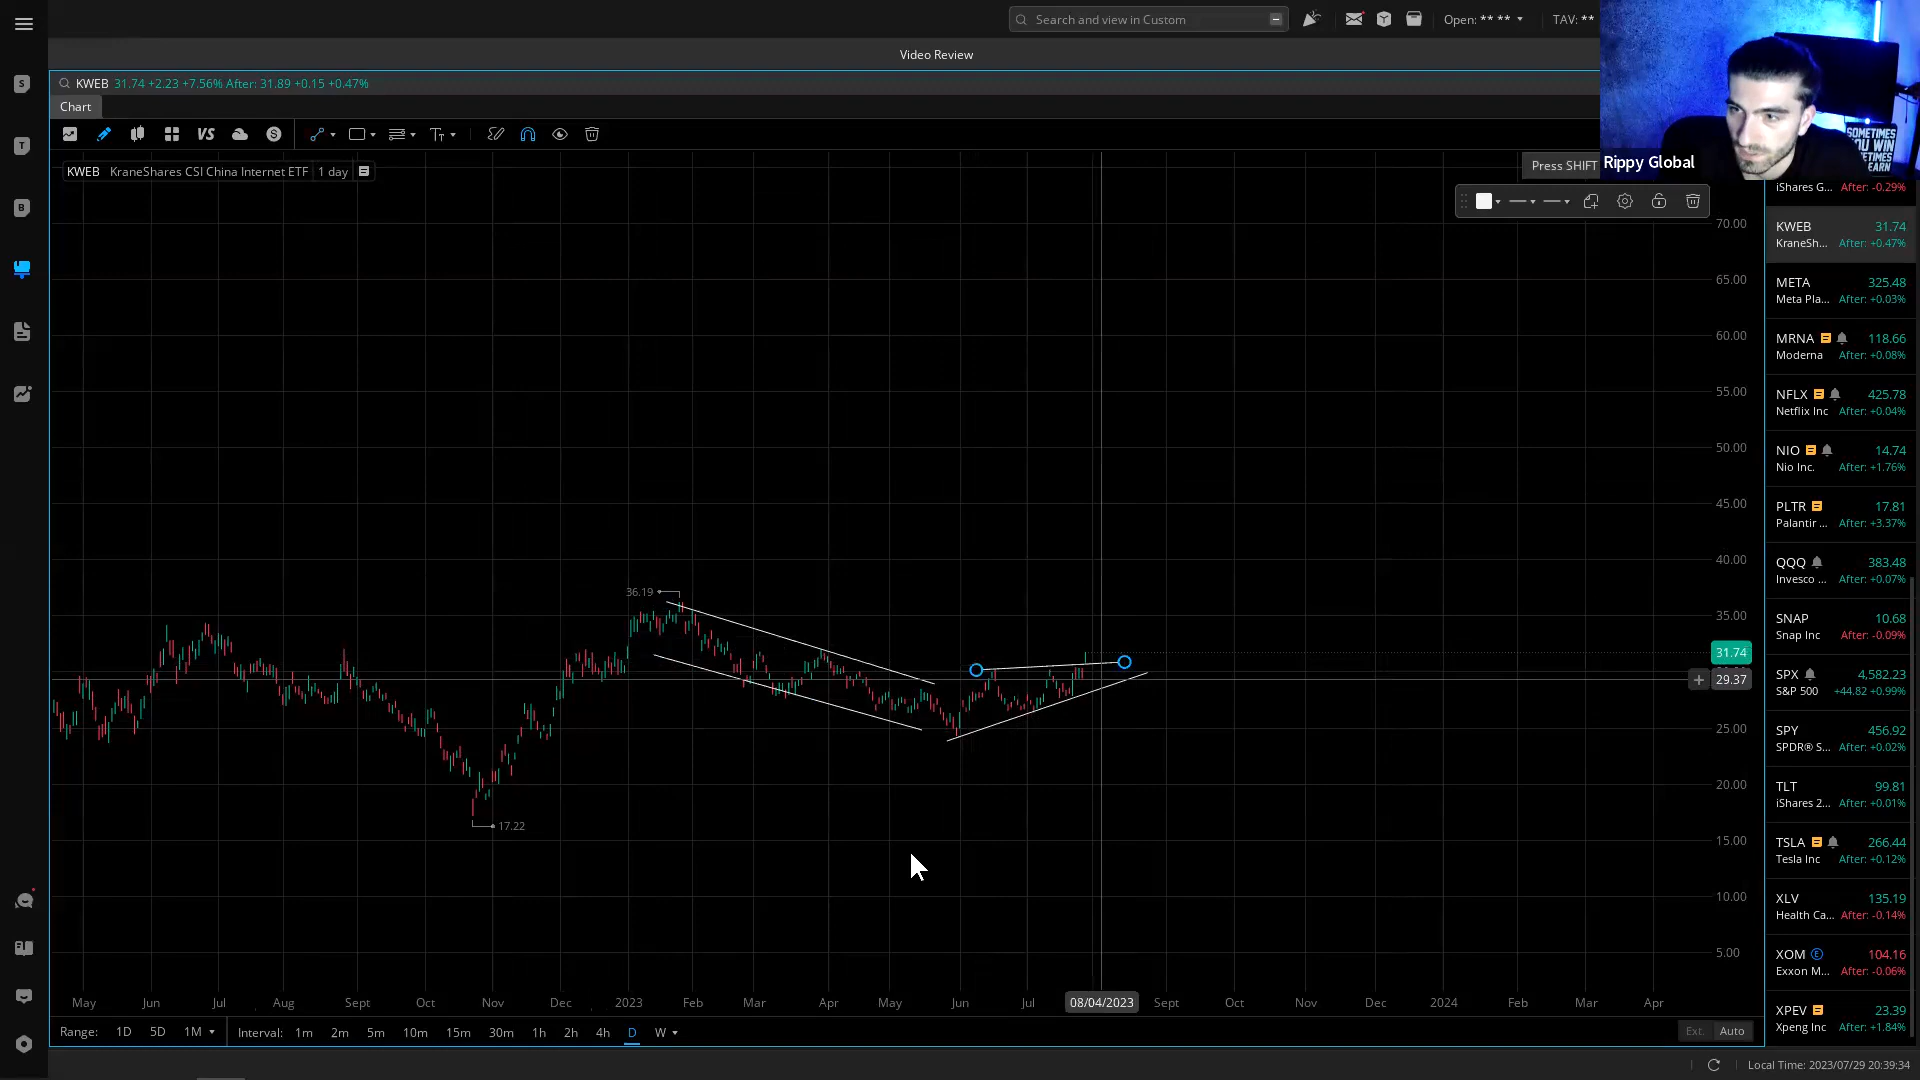 Search and view in Custom
Open: ** **
TAV: **
Video Review
KWEB 31.74 +2.23 +7.56% After: 31.89 +0.15 +0.47%
Chart
VS
KWEB KraneShares CSI China Internet ETF 1 day
Press SHIFT
Rippy Global
SOMETIMES
YOU WIN
LEARN
70.00
65.00
60.00
55.00
50.00
45.00
40.00
35.00
31.74
29.37
25.00
20.00
15.00
10.00
5.00
36.19
17.22
May Jun Jul Aug Sept Oct Nov Dec 2023 Feb Mar Apr May Jun Jul 08/04/2023 Sept Oct Nov Dec 2024 Feb Mar Apr
Range: 1D 5D 1M Interval: 1m 2m 5m 10m 15m 30m 1h 2h 4h D W
Ext. Auto
Local Time: 2023/07/29 20:39:34
iShares G... After: -0.29%
KWEB 31.74
KraneSh... After: +0.47%
META 325.48
Meta Pla... After: +0.03%
MRNA 118.66
Moderna After: +0.08%
NFLX 425.78
Netflix Inc After: +0.04%
NIO 14.74
Nio Inc. After: +1.76%
PLTR 17.81
Palantir ... After: +3.37%
QQQ 383.48
Invesco ... After: +0.07%
SNAP 10.68
Snap Inc After: -0.09%
SPX 4,582.23
S&P 500 +44.82 +0.99%
SPY 456.92
SPDR® S... After: +0.02%
TLT 99.81
iShares 2... After: +0.01%
TSLA 266.44
Tesla Inc After: +0.12%
XLV 135.19
Health Ca... After: -0.14%
XOM 104.16
Exxon M... After: -0.06%
XPEV 23.39
Xpeng Inc After: +1.84%